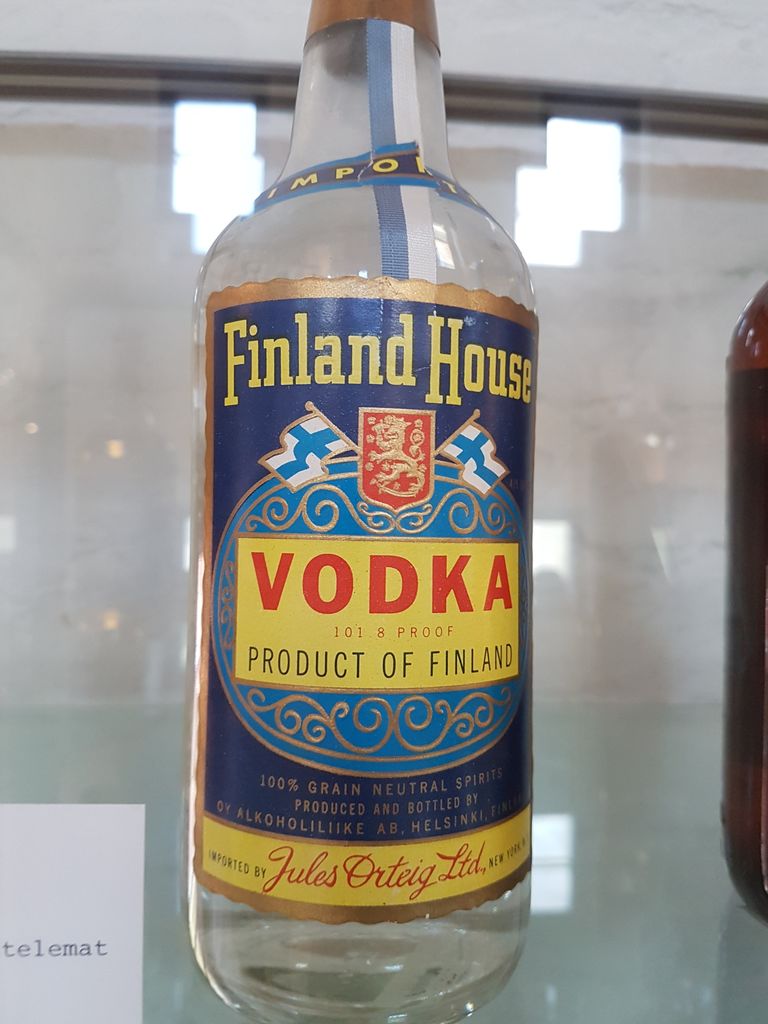 IMPORT
Finland House
VODKA
101.8 PROOF
PRODUCT OF FINLAND
100% GRAIN NEUTRAL SPIRITS
PRODUCED AND BOTTLED BY
OY ALKOHOLILIIKE AB, HELSINKI,
IMPORTED BY Jules Orteig Ltd., NEW YORK, N.
telemat